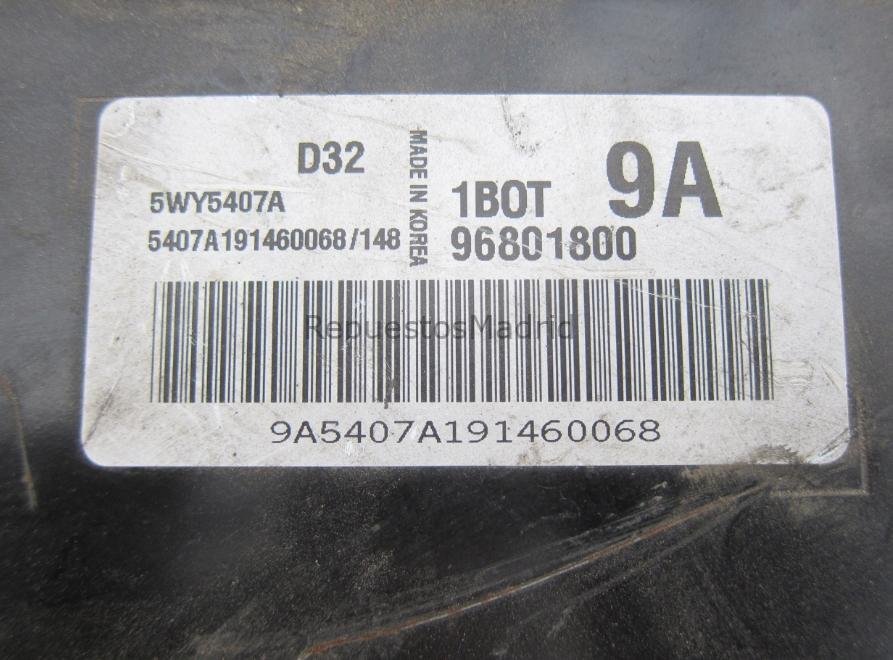 D32
5WY5407A
5407A191460068/148
MADE IN KOREA
1BOT
9A
96801800
RepuestosMadrid
9A5407A191460068